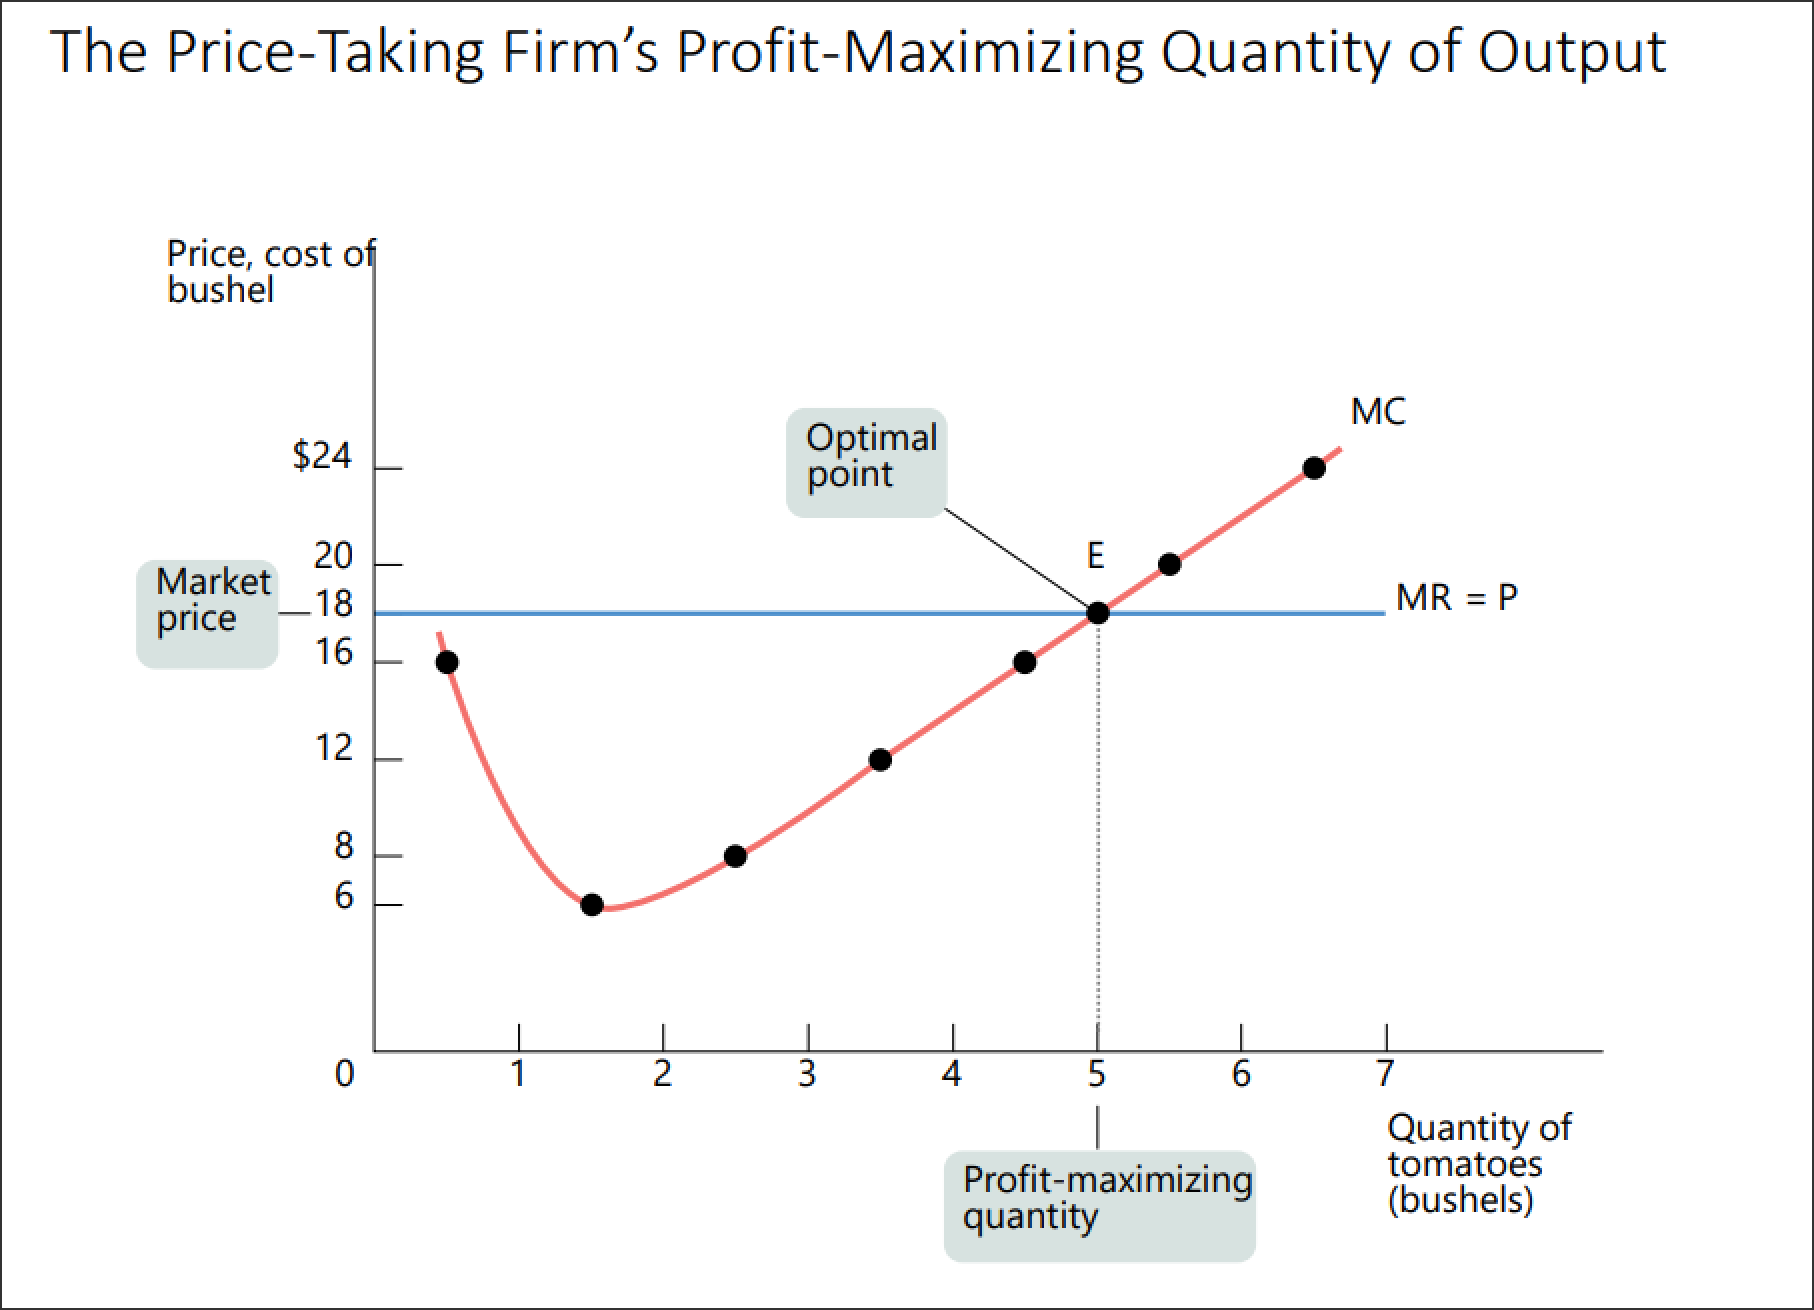 The Price-Taking Firm’s Profit-Maximizing Quantity of Output
Price, cost of
bushel
MC
Optimal
point
$24
E
20
Market
price
18
MR = P
16
12
8
6
0
1
2
3
4
5
6
7
Quantity of
tomatoes
(bushels)
Profit-maximizing
quantity